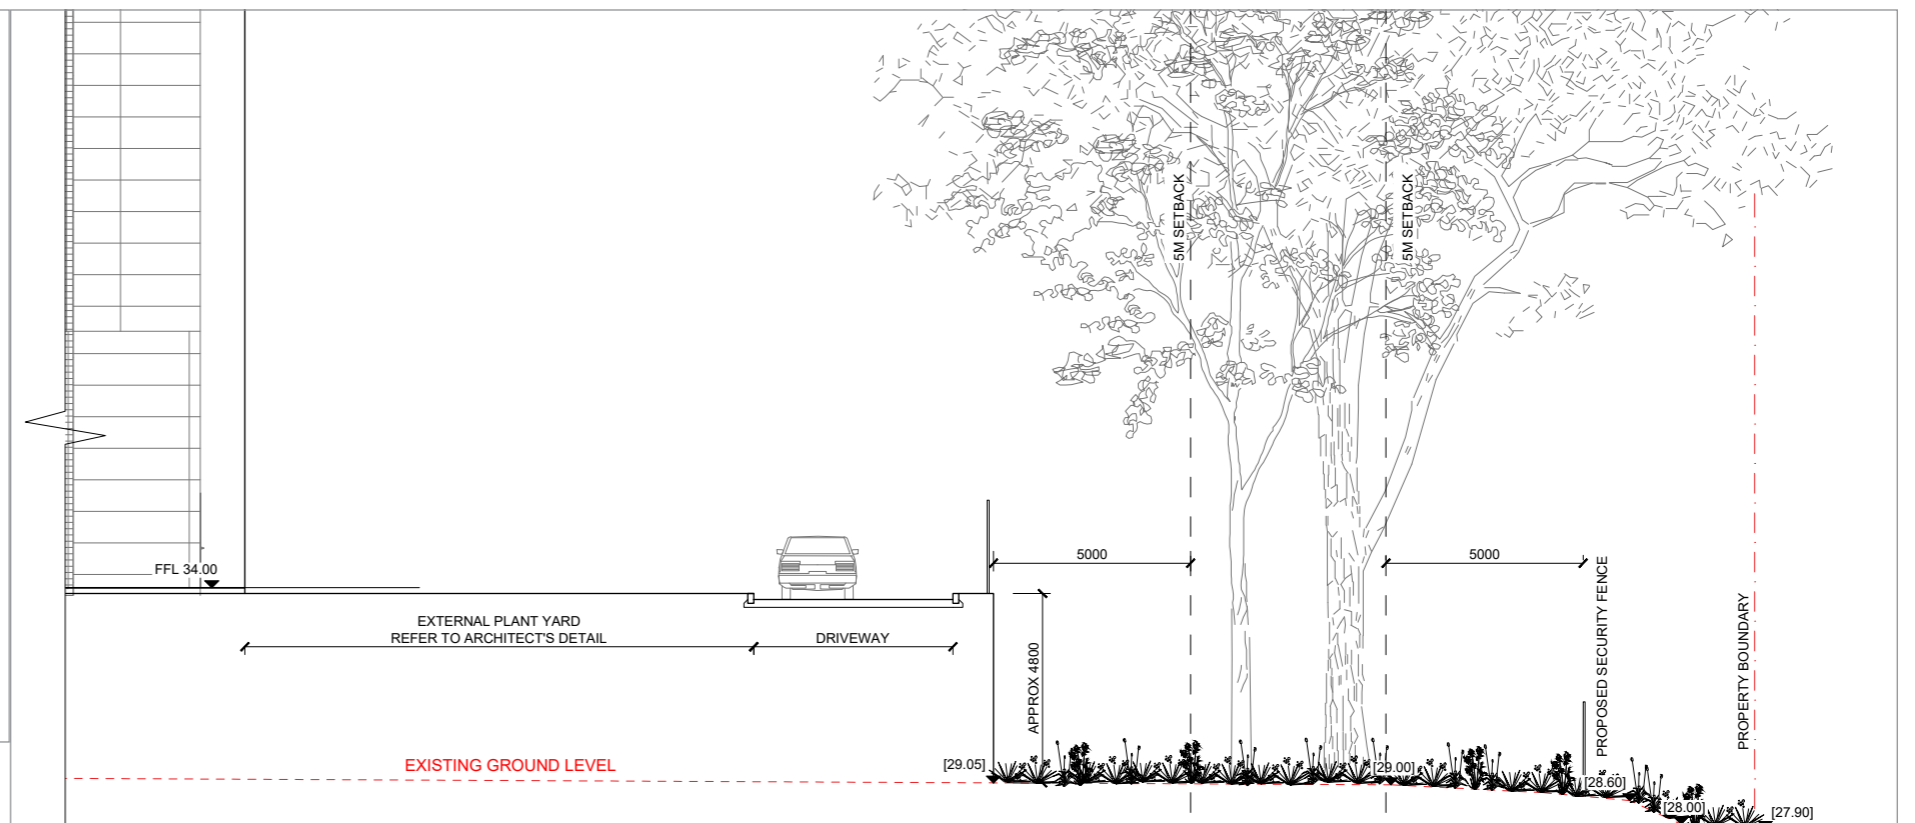 5M SETBACK
5M SETBACK
FFL 34.00
5000
5000
EXTERNAL PLANT YARD
REFER TO ARCHITECT'S DETAIL
DRIVEWAY
APPROX 4800
PROPOSED SECURITY FENCE
PROPERTY BOUNDARY
EXISTING GROUND LEVEL
[29.05]
[29.00]
[28.60]
[28.00]
[27.90]